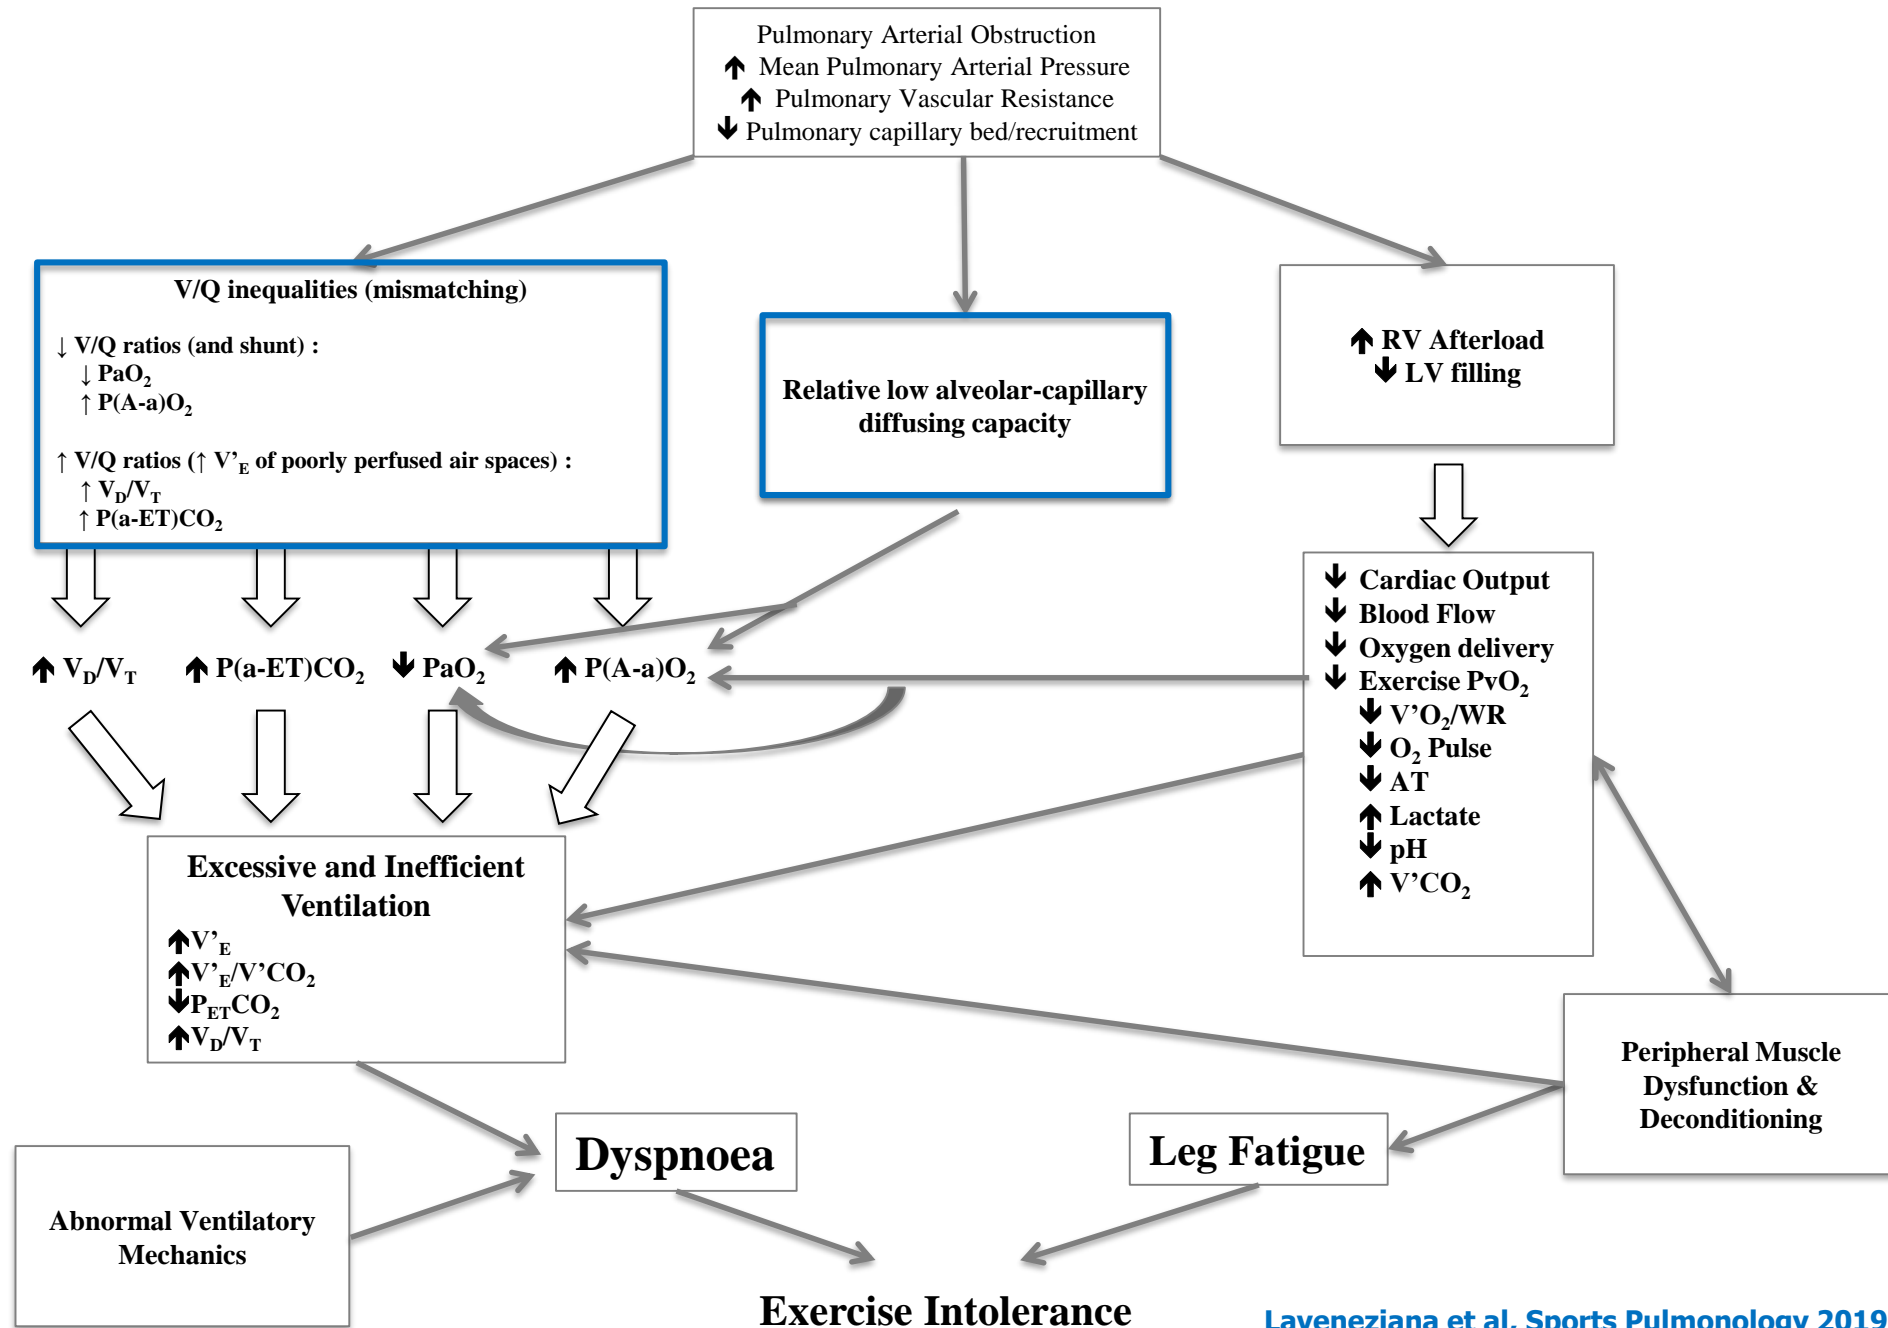 Pulmonary Arterial Obstruction
↑ Mean Pulmonary Arterial Pressure
↑ Pulmonary Vascular Resistance
↓ Pulmonary capillary bed/recruitment
V/Q inequalities (mismatching)
↓ V/Q ratios (and shunt) :
↓ PaO₂
↑ P(A-a)O₂
↑ V/Q ratios (↑ V’E of poorly perfused air spaces) :
↑ VD/VT
↑ P(a-ET)CO₂
Relative low alveolar-capillary
diffusing capacity
↑ RV Afterload
↓ LV filling
↑ VD/VT
↑ P(a-ET)CO₂
↓ PaO₂
↑ P(A-a)O₂
↓ Cardiac Output
↓ Blood Flow
↓ Oxygen delivery
↓ Exercise PvO₂
↓ V’O₂/WR
↓ O₂ Pulse
↓ AT
↑ Lactate
↓ pH
↑ V’CO₂
Excessive and Inefficient
Ventilation
↑V’E
↑V’E/V’CO₂
↓PETCO₂
↑VD/VT
Peripheral Muscle
Dysfunction &
Deconditioning
Dyspnoea
Leg Fatigue
Abnormal Ventilatory
Mechanics
Exercise Intolerance
Laveneziana et al, Sports Pulmonology 2019